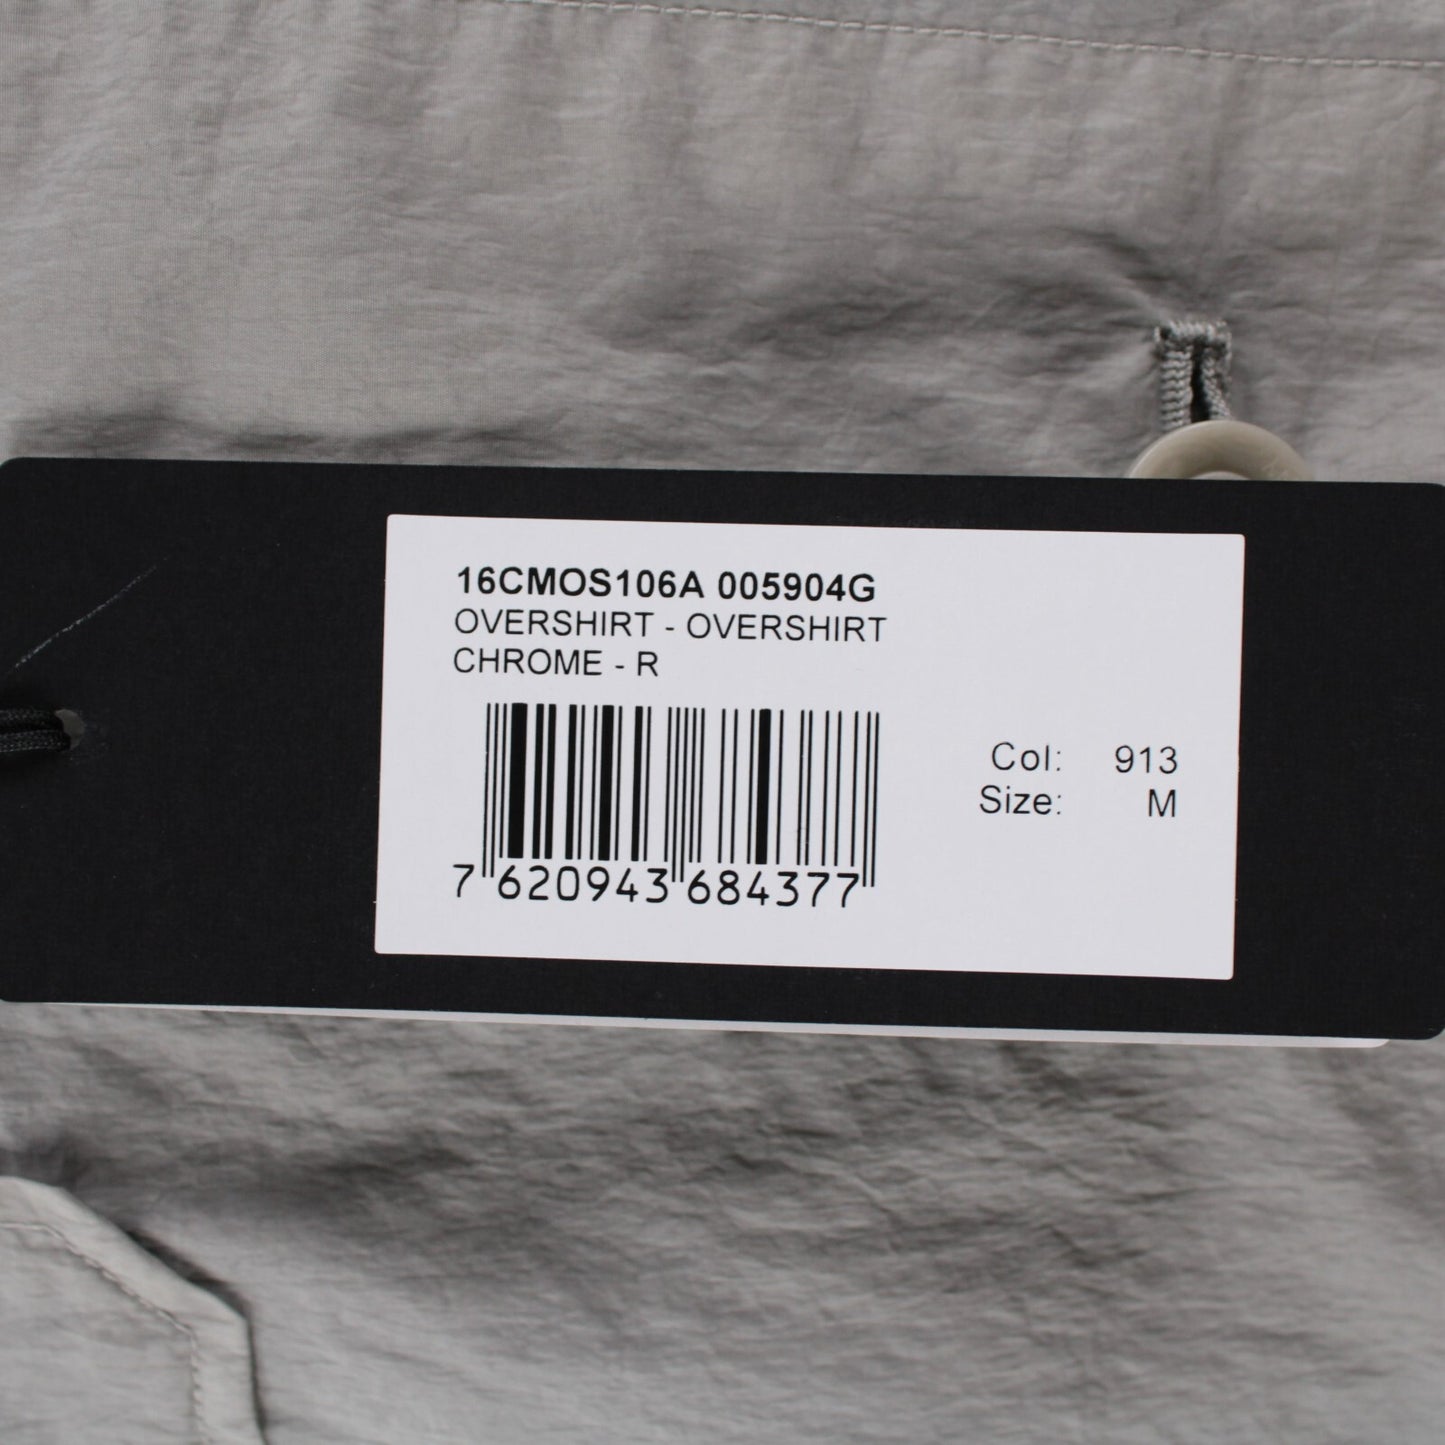 16CMOS106A 005904G
OVERSHIRT - OVERSHIRT
CHROME - R
Col: 913
Size: M
7 620943 684377